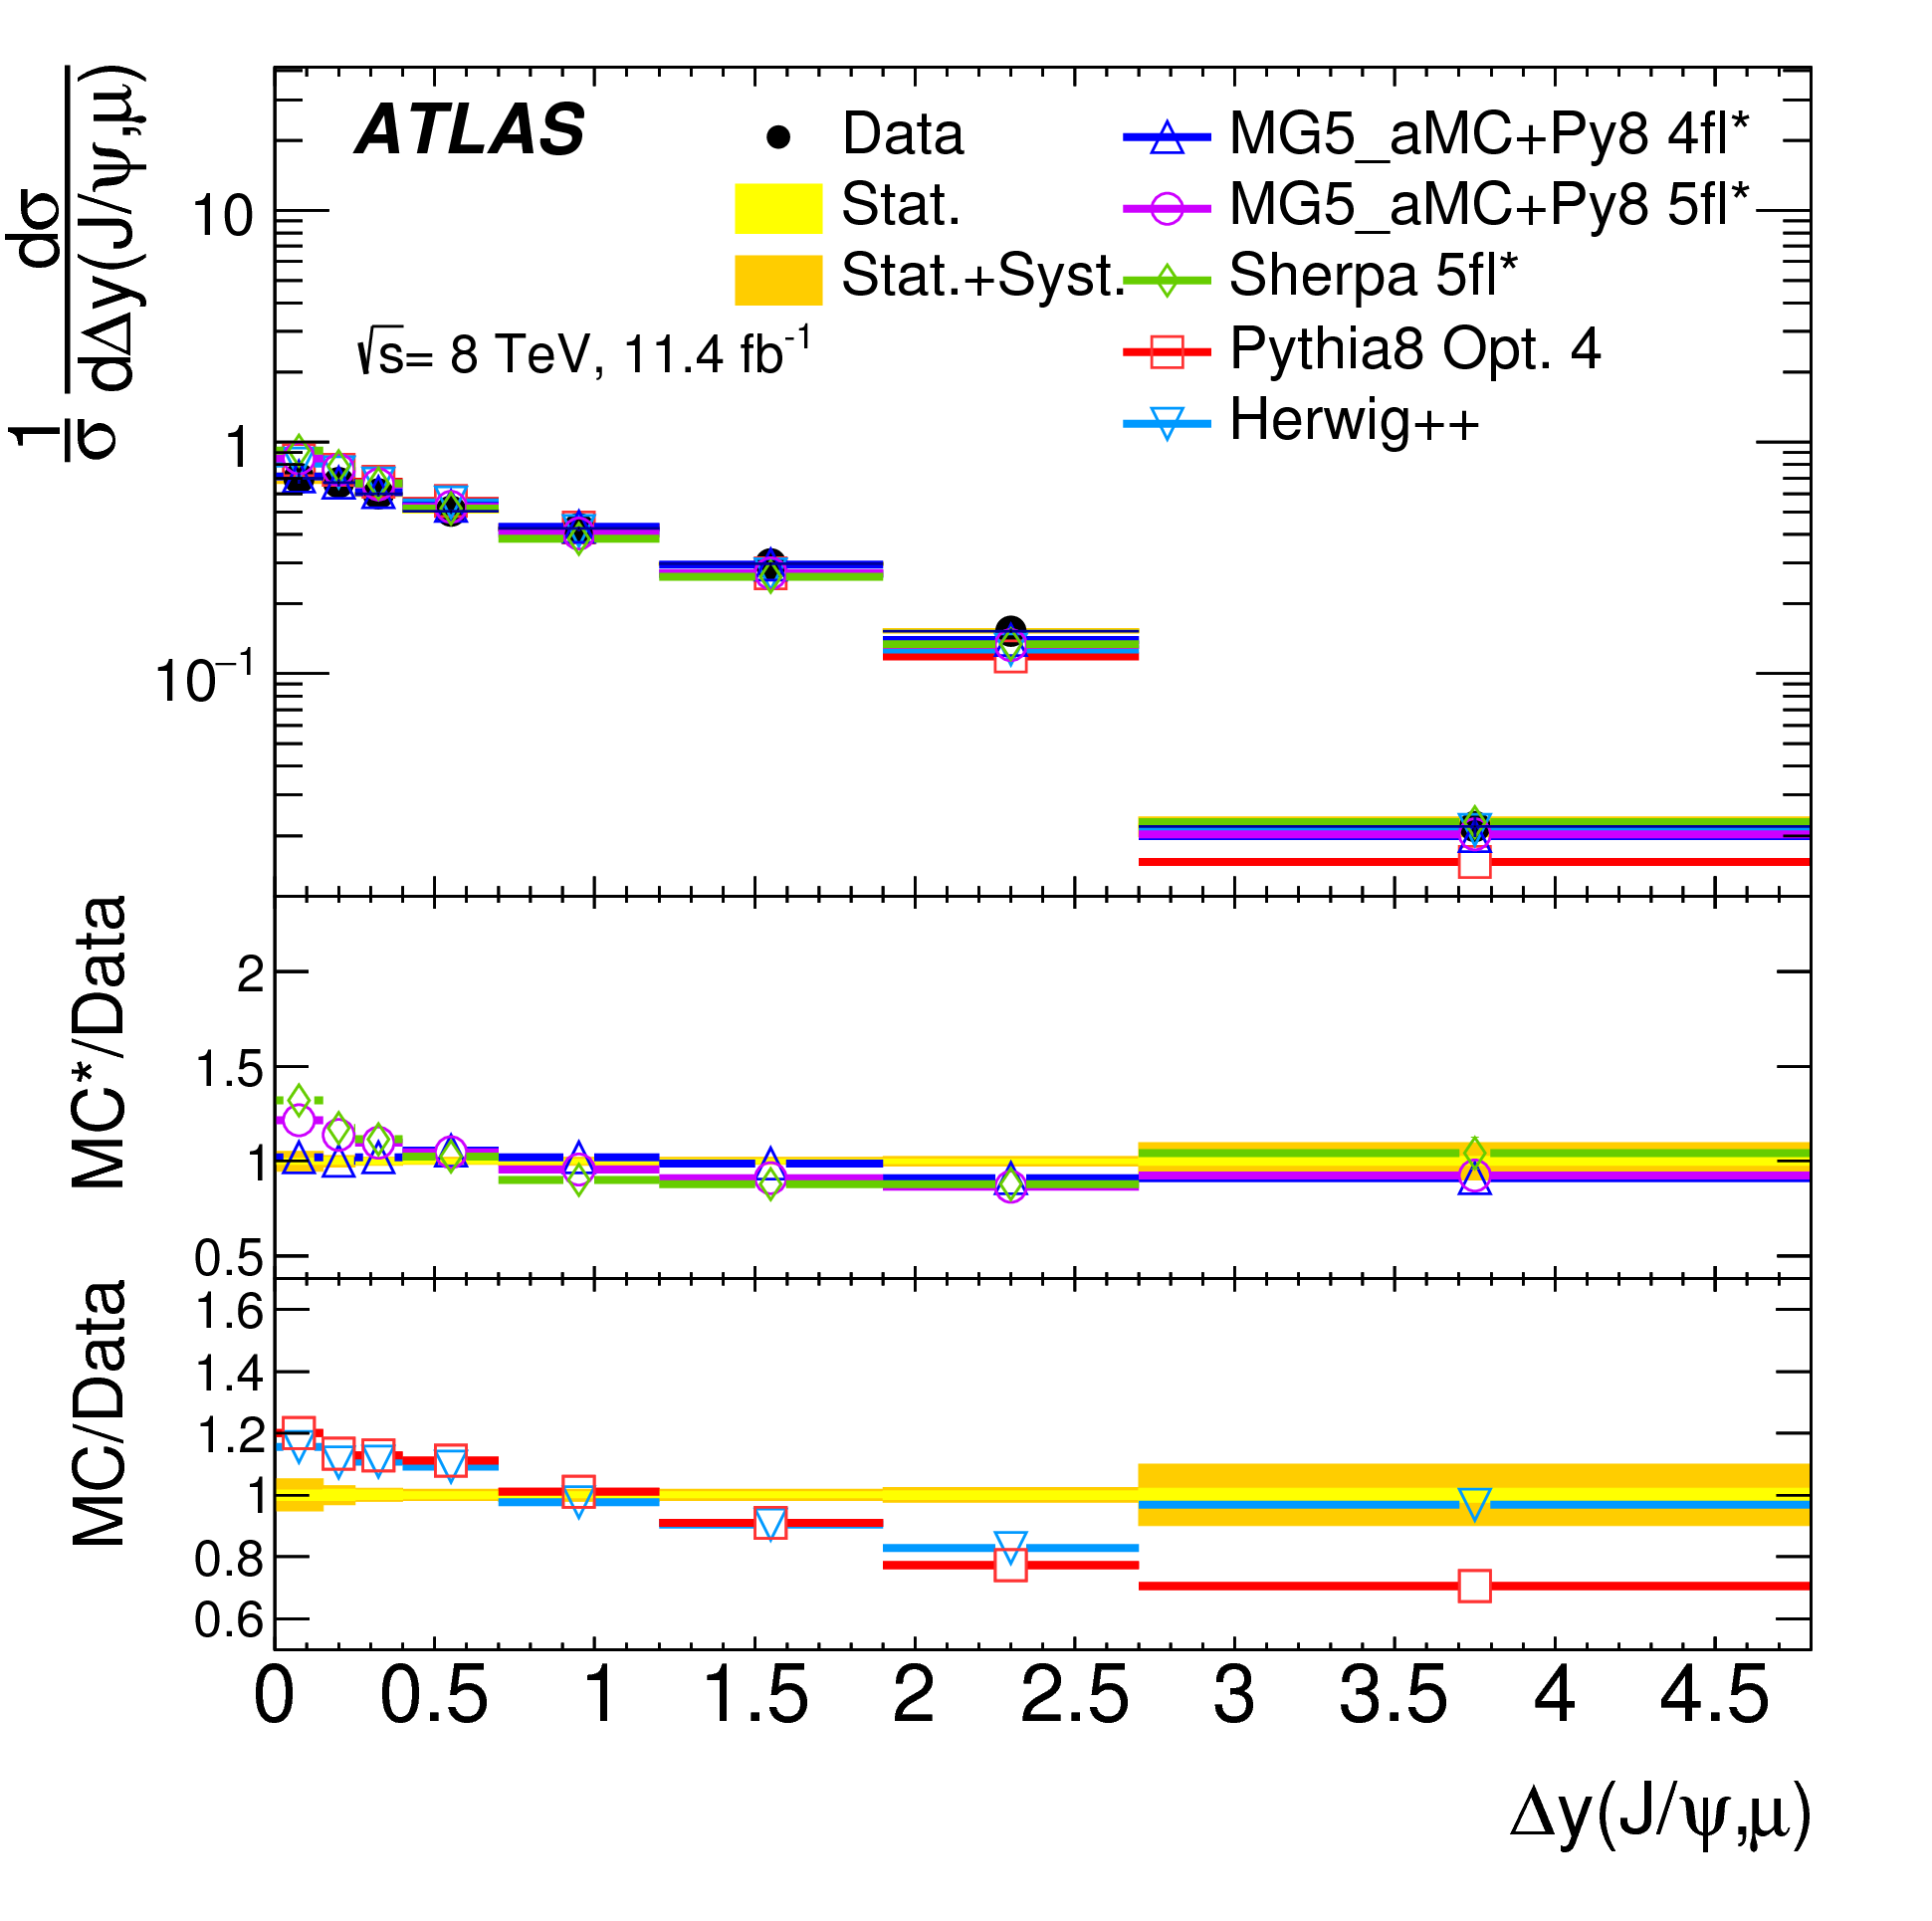 1/σ dσ/dΔy(J/ψ,μ)
ATLAS
Data
Stat.
Stat.+Syst.
√s= 8 TeV, 11.4 fb⁻¹
MG5_aMC+Py8 4fl*
MG5_aMC+Py8 5fl*
Sherpa 5fl*
Pythia8 Opt. 4
Herwig++
10
1
10⁻¹
MC*/Data
2
1.5
1
0.5
MC/Data
1.6
1.4
1.2
1
0.8
0.6
0 0.5 1 1.5 2 2.5 3 3.5 4 4.5
Δy(J/ψ,μ)